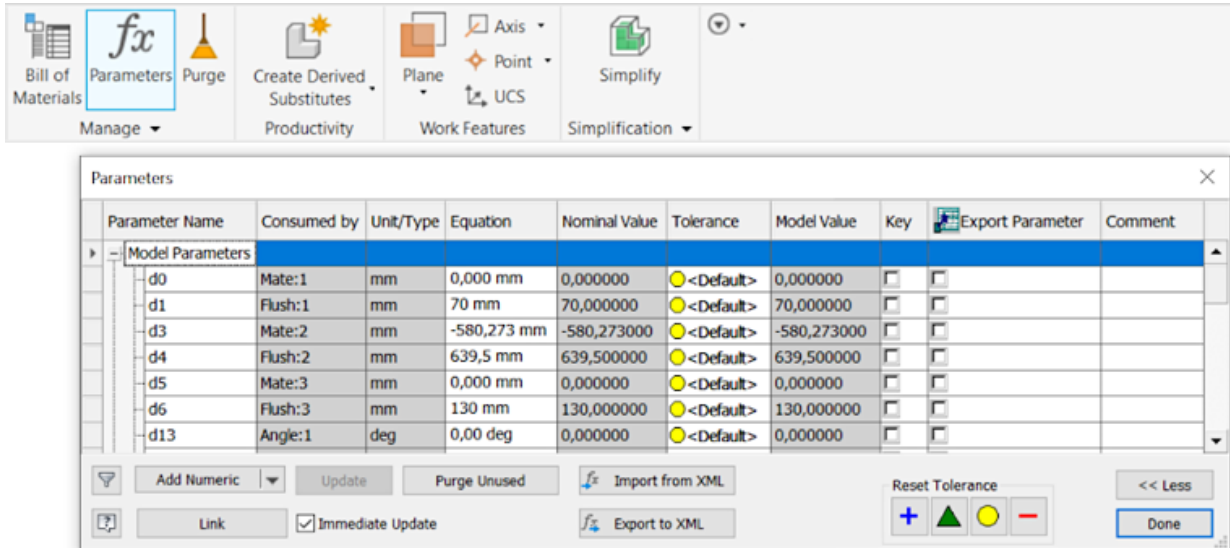 Bill of
Materials
fx
Parameters
Purge
Manage
Create Derived
Substitutes
Productivity
Plane
Axis
Point
UCS
Work Features
Simplify
Simplification
Parameters
Parameter Name Consumed by Unit/Type Equation Nominal Value Tolerance Model Value Key Export Parameter Comment
Model Parameters
d0 Mate:1 mm 0,000 mm 0,000000 <Default> 0,000000
d1 Flush:1 mm 70 mm 70,000000 <Default> 70,000000
d3 Mate:2 mm -580,273 mm -580,273000 <Default> -580,273000
d4 Flush:2 mm 639,5 mm 639,500000 <Default> 639,500000
d5 Mate:3 mm 0,000 mm 0,000000 <Default> 0,000000
d6 Flush:3 mm 130 mm 130,000000 <Default> 130,000000
d13 Angle:1 deg 0,00 deg 0,000000 <Default> 0,000000
Add Numeric Update Purge Unused fx Import from XML Reset Tolerance << Less
? Link Immediate Update fx Export to XML + − Done